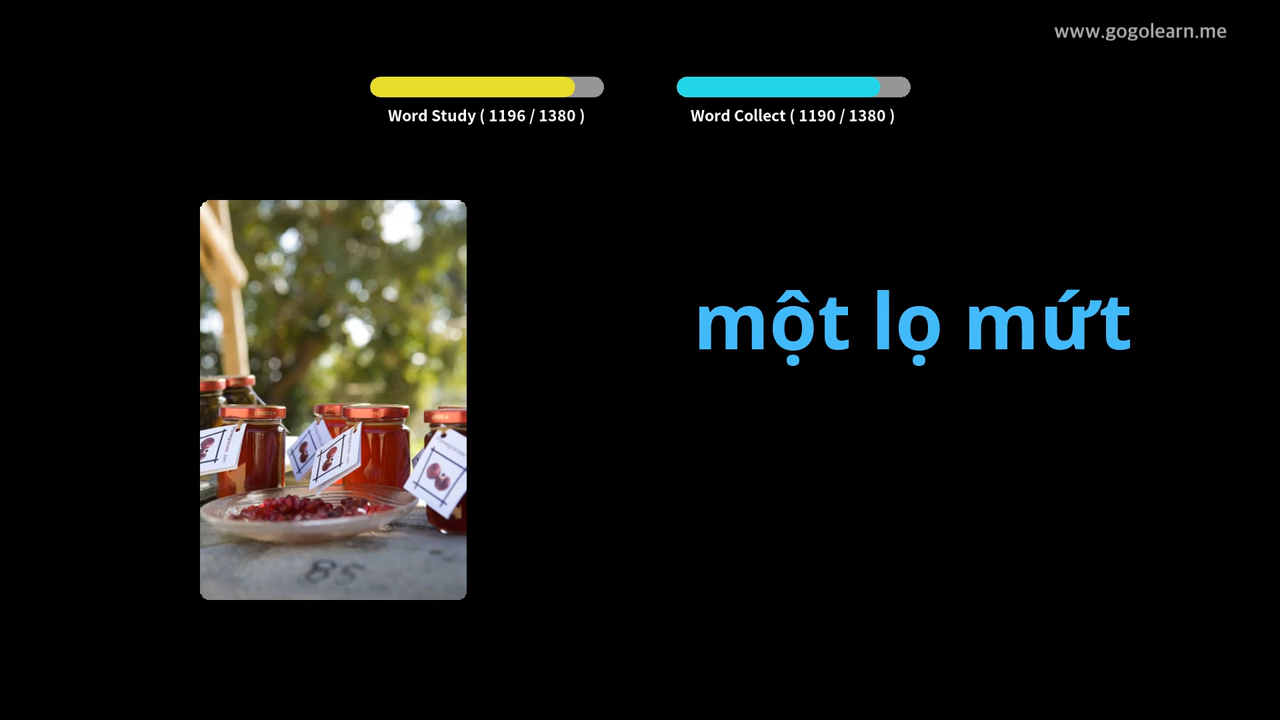 www.gogolearn.me
Word Study ( 1196 / 1380 )
Word Collect ( 1190 / 1380 )
một lọ mứt
85